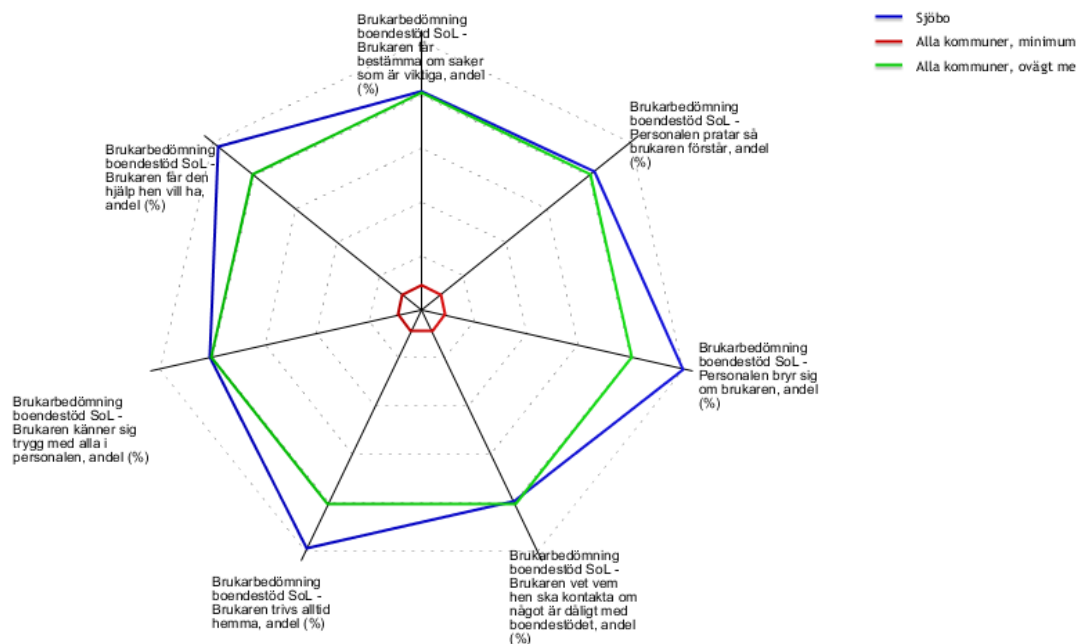 Brukarbedömning
boendestöd SoL -
Brukaren får
bestämma om saker
som är viktiga, andel
(%)
Sjöbo
Alla kommuner, minimum
Alla kommuner, ovägt me
Brukarbedömning
boendestöd SoL -
Personalen pratar så
brukaren förstår, andel
(%)
Brukarbedömning
boendestöd SoL -
Brukaren får den
hjälp hen vill ha,
andel (%)
Brukarbedömning
boendestöd SoL -
Personalen bryr sig
om brukaren, andel
(%)
Brukarbedömning
boendestöd SoL -
Brukaren känner sig
trygg med alla i
personalen, andel (%)
Brukarbedömning
boendestöd SoL -
Brukaren vet vem
hen ska kontakta om
något är dåligt med
boendestödet, andel
(%)
Brukarbedömning
boendestöd SoL -
Brukaren trivs alltid
hemma, andel (%)